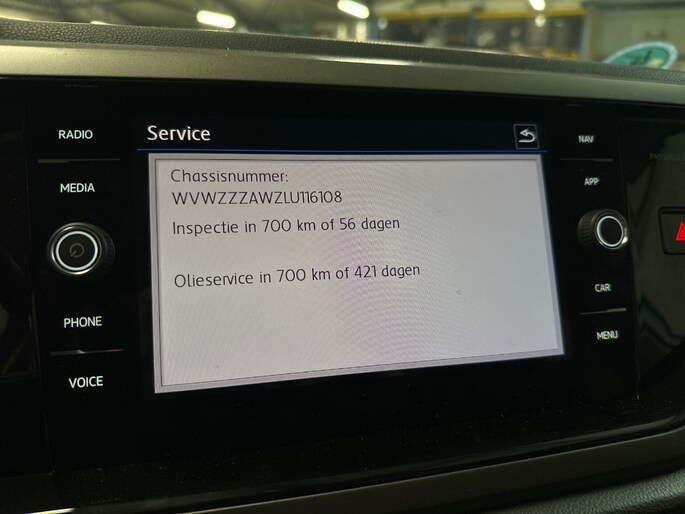 Service
Chassisnummer:
WVWZZZAWZLU116108
Inspectie in 700 km of 56 dagen
Olieservice in 700 km of 421 dagen
RADIO
MEDIA
PHONE
VOICE
NAV
APP
CAR
MENU